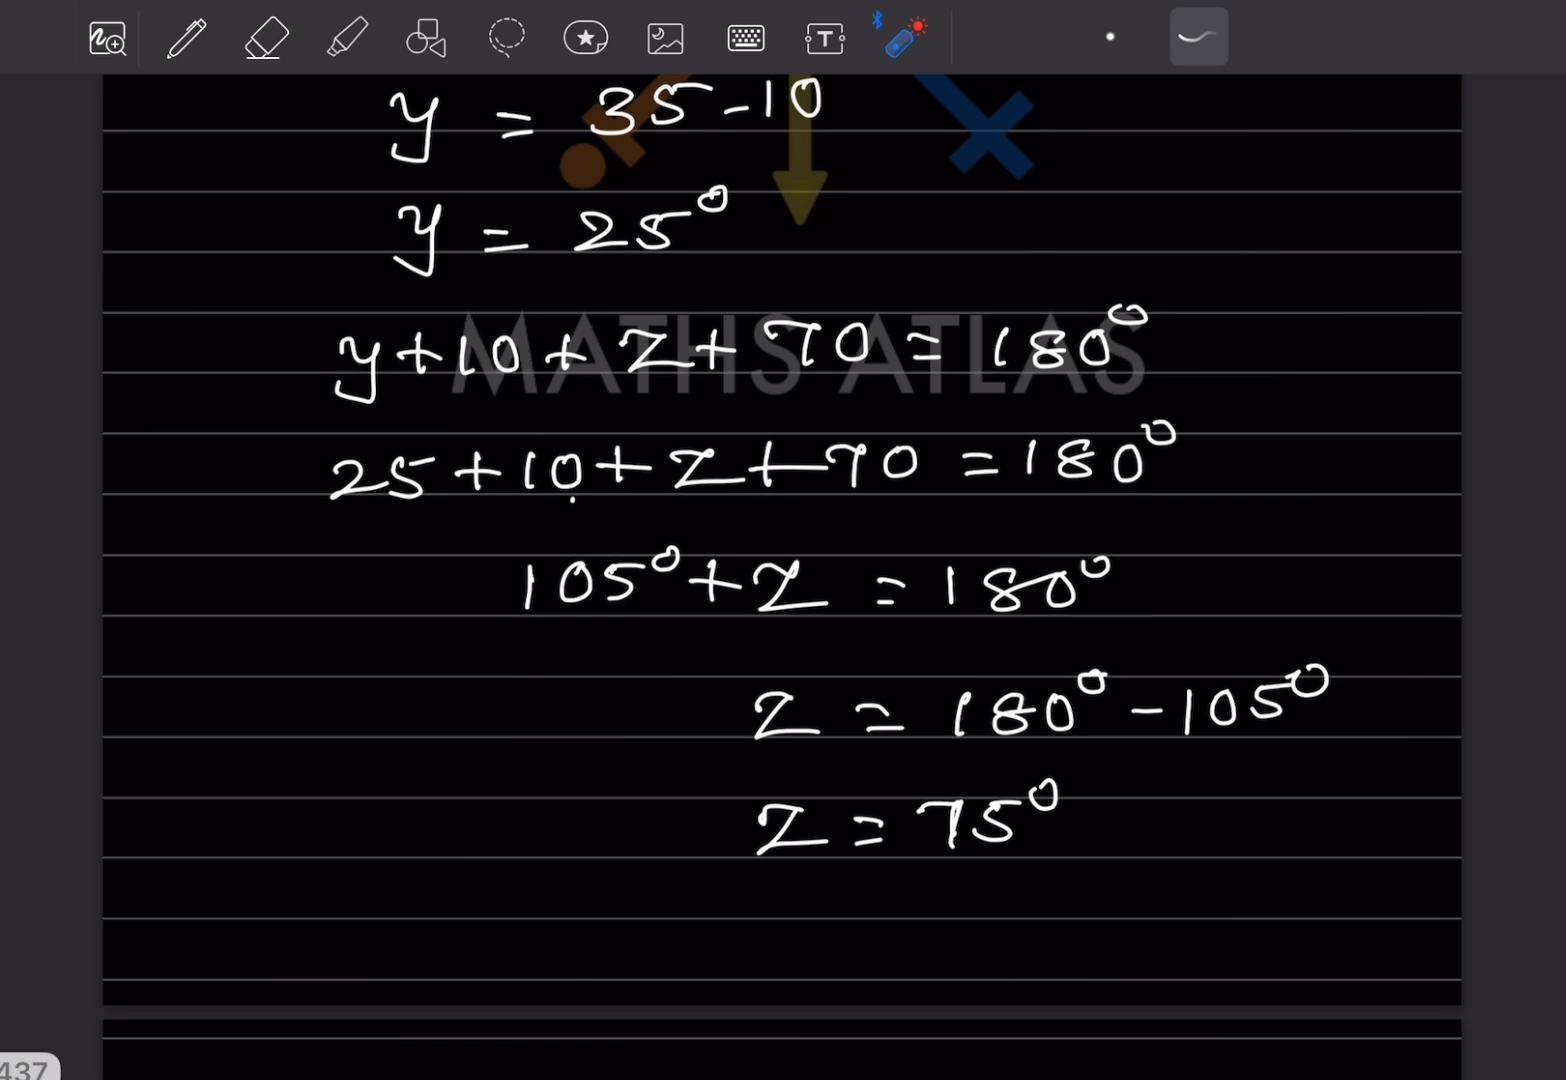 y = 35 - 10
y = 25°
MATHS ATLAS
y + 10 + z + 70 = 180°
25 + 10 + z + 70 = 180°
105° + z = 180°
z = 180° - 105°
z = 75°
437